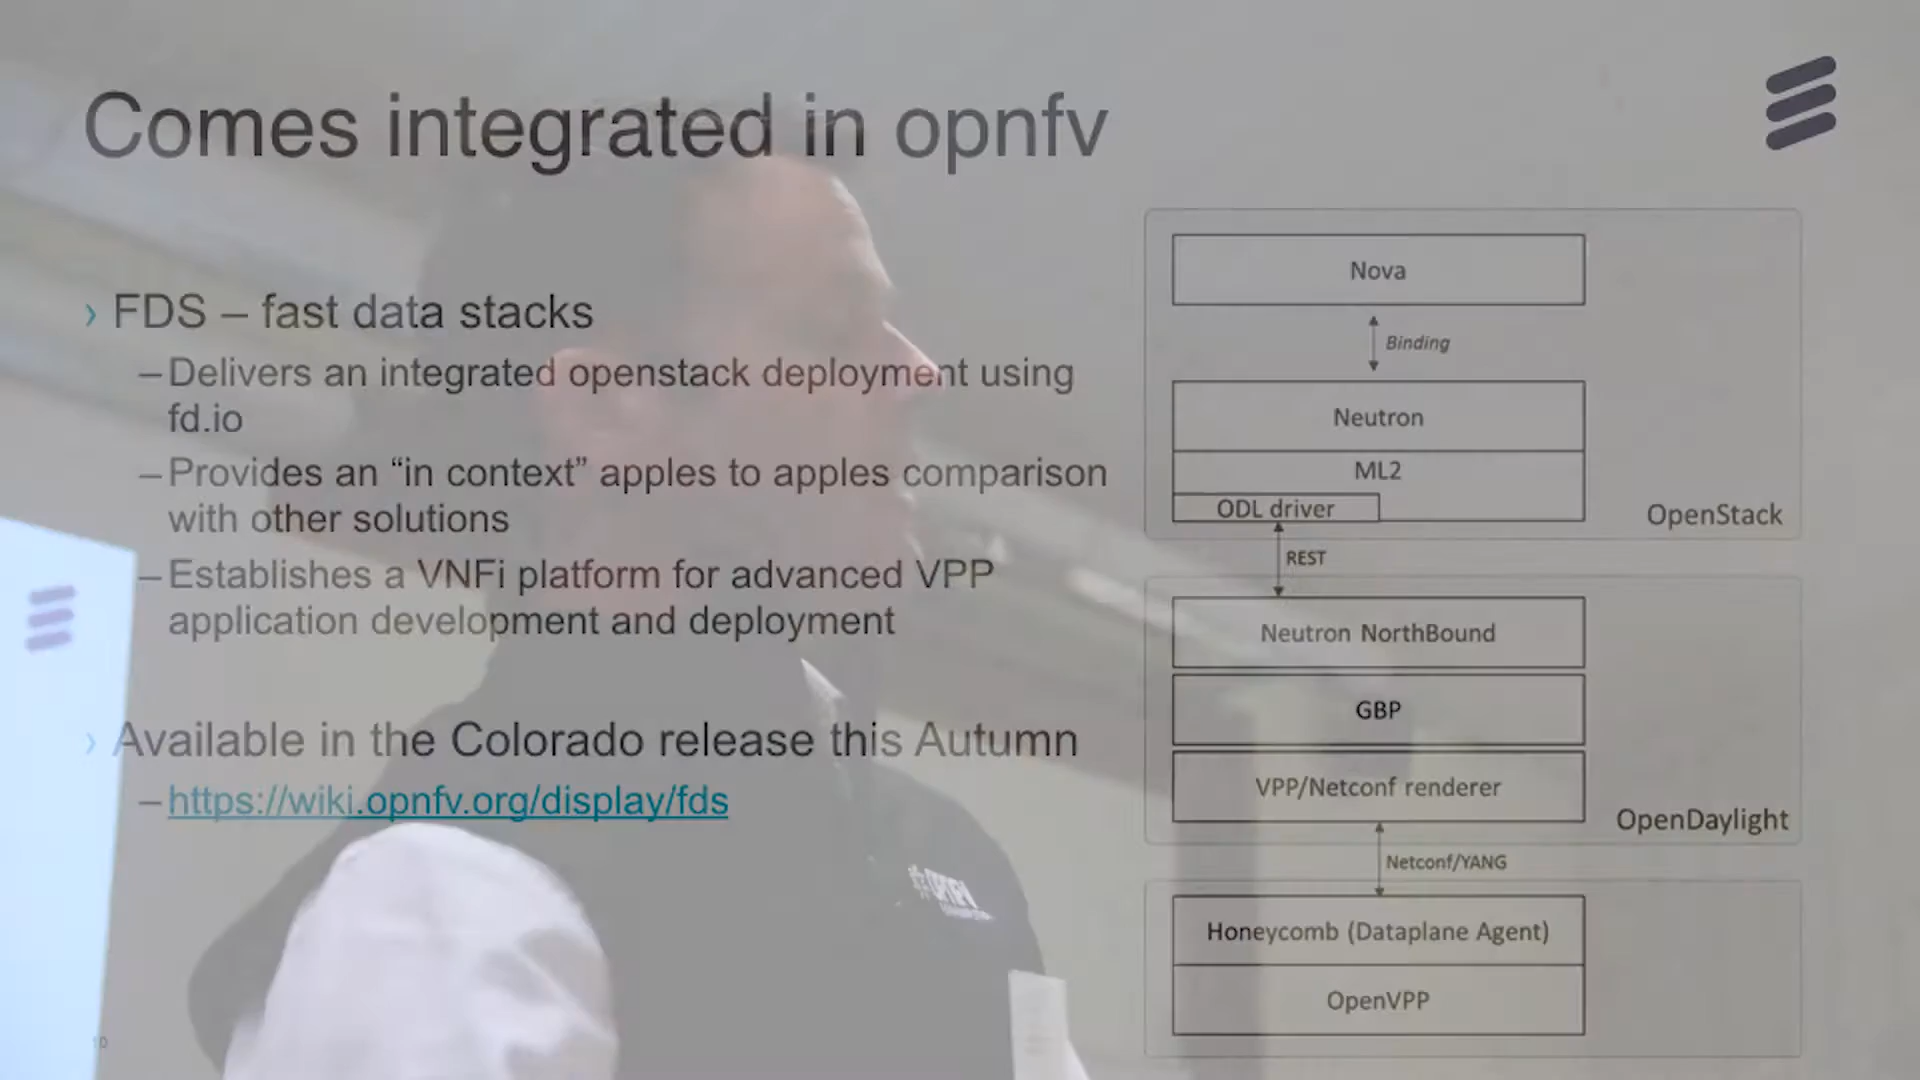 Comes integrated in opnfv
› FDS – fast data stacks
– Delivers an integrated openstack deployment using
fd.io
– Provides an “in context” apples to apples comparison
with other solutions
– Establishes a VNFi platform for advanced VPP
application development and deployment
› Available in the Colorado release this Autumn
– https://wiki.opnfv.org/display/fds
10
Nova
Binding
Neutron
ML2
ODL driver
OpenStack
REST
Neutron NorthBound
GBP
VPP/Netconf renderer
OpenDaylight
Netconf/YANG
Honeycomb (Dataplane Agent)
OpenVPP
OPNFV